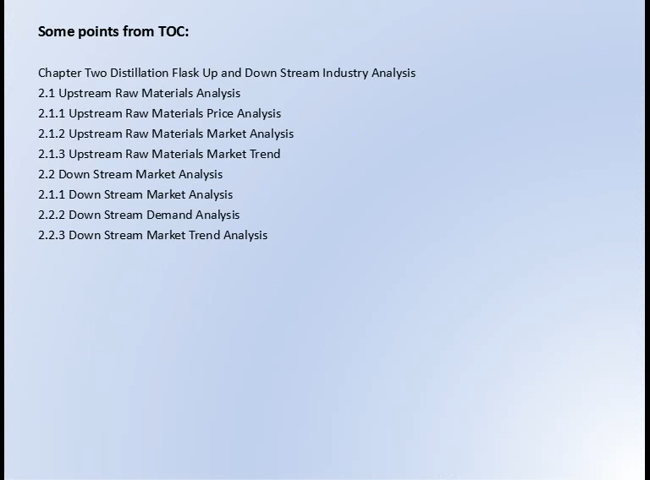 Some points from TOC:
Chapter Two Distillation Flask Up and Down Stream Industry Analysis
2.1 Upstream Raw Materials Analysis
2.1.1 Upstream Raw Materials Price Analysis
2.1.2 Upstream Raw Materials Market Analysis
2.1.3 Upstream Raw Materials Market Trend
2.2 Down Stream Market Analysis
2.1.1 Down Stream Market Analysis
2.2.2 Down Stream Demand Analysis
2.2.3 Down Stream Market Trend Analysis